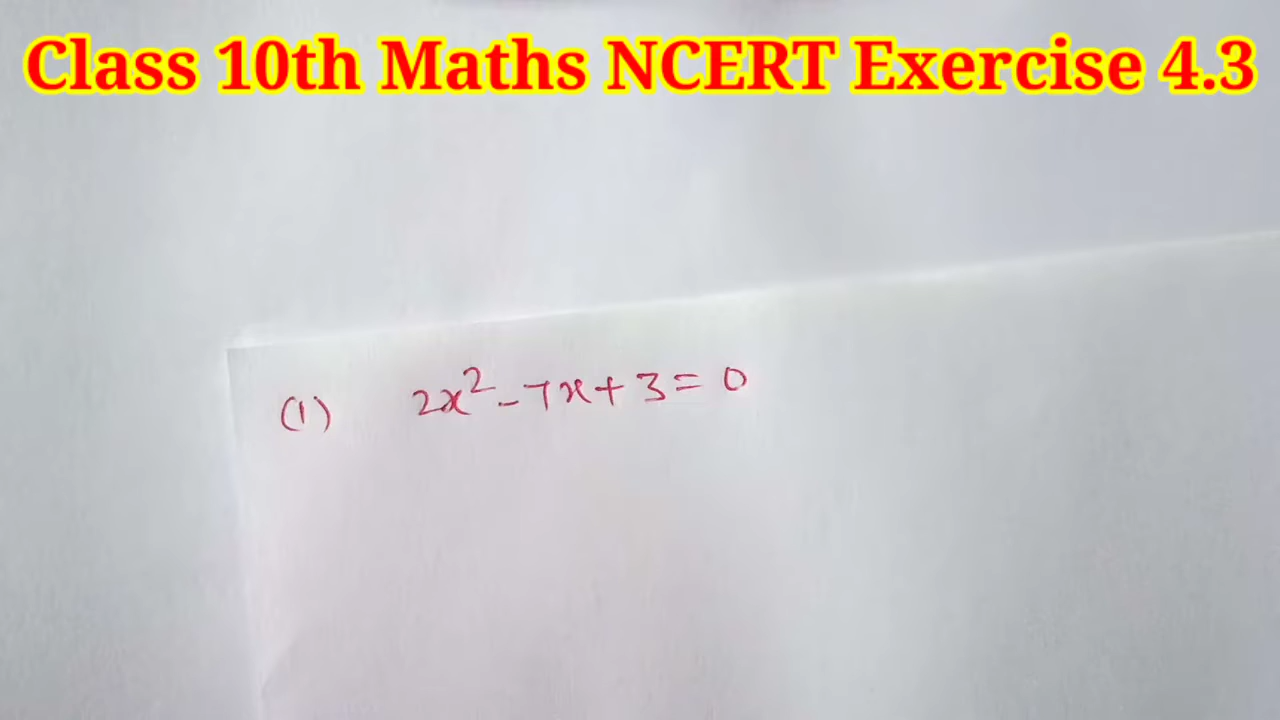 Class 10th Maths NCERT Exercise 4.3
(1) 2x² - 7x + 3 = 0